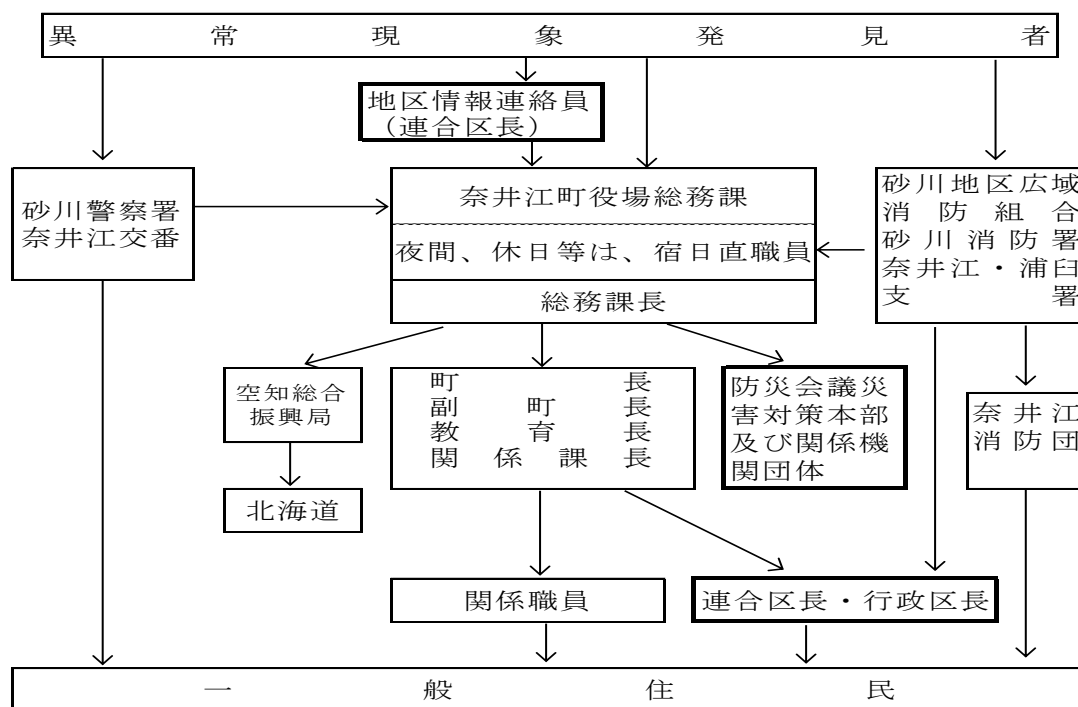 異常現象発見者
地区情報連絡員
（連合区長）
砂川警察署
奈井江交番
奈井江町役場総務課
夜間、休日等は、宿日直職員
総務課長
砂川地区広域
消防組合
砂川消防署
奈井江・浦臼
支署
空知総合
振興局
北海道
町長
副町長
教育長
関係課長
防災会議災
害対策本部
及び関係機
関団体
奈井江
消防団
関係職員
連合区長・行政区長
一般住民